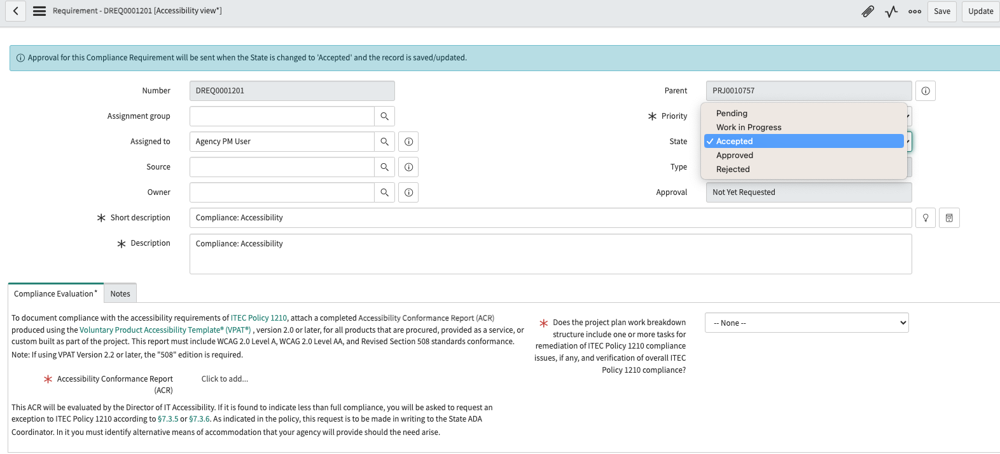 Requirement - DREQ0001201 [Accessibility view*]
Save
Update
Approval for this Compliance Requirement will be sent when the State is changed to 'Accepted' and the record is saved/updated.
Number
DREQ0001201
Parent
PRJ0010757
Assignment group
Priority
Pending
Work in Progress
Assigned to
Agency PM User
State
Accepted
Approved
Source
Type
Rejected
Owner
Approval
Not Yet Requested
Short description
Compliance: Accessibility
Description
Compliance: Accessibility
Compliance Evaluation*
Notes
To document compliance with the accessibility requirements of ITEC Policy 1210, attach a completed Accessibility Conformance Report (ACR)
produced using the Voluntary Product Accessibility Template® (VPAT®) , version 2.0 or later, for all products that are procured, provided as a service, or
custom built as part of the project. This report must include WCAG 2.0 Level A, WCAG 2.0 Level AA, and Revised Section 508 standards conformance.
Note: If using VPAT Version 2.2 or later, the "508" edition is required.
Accessibility Conformance Report
(ACR)
Click to add...
This ACR will be evaluated by the Director of IT Accessibility. If it is found to indicate less than full compliance, you will be asked to request an
exception to ITEC Policy 1210 according to §7.3.5 or §7.3.6. As indicated in the policy, this request is to be made in writing to the State ADA
Coordinator. In it you must identify alternative means of accommodation that your agency will provide should the need arise.
Does the project plan work breakdown
structure include one or more tasks for
remediation of ITEC Policy 1210 compliance
issues, if any, and verification of overall ITEC
Policy 1210 compliance?
-- None --